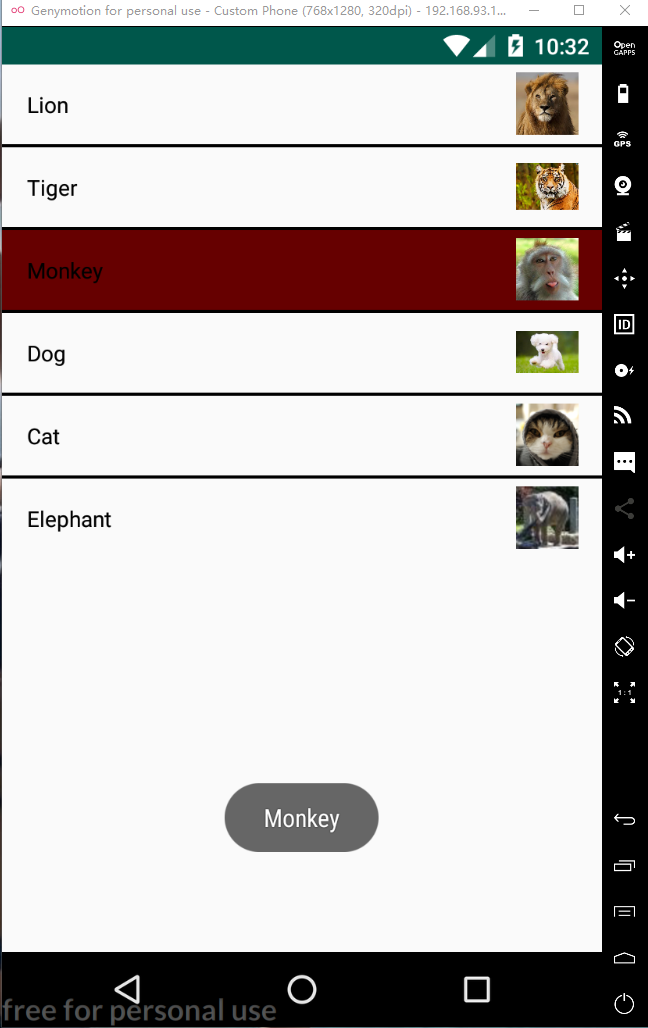 Genymotion for personal use - Custom Phone (768x1280, 320dpi) - 192.168.93.1...
10:32
Open
GAPPS
Lion
GPS
Tiger
Monkey
ID
Dog
Cat
Elephant
1:1
Monkey
free for personal use